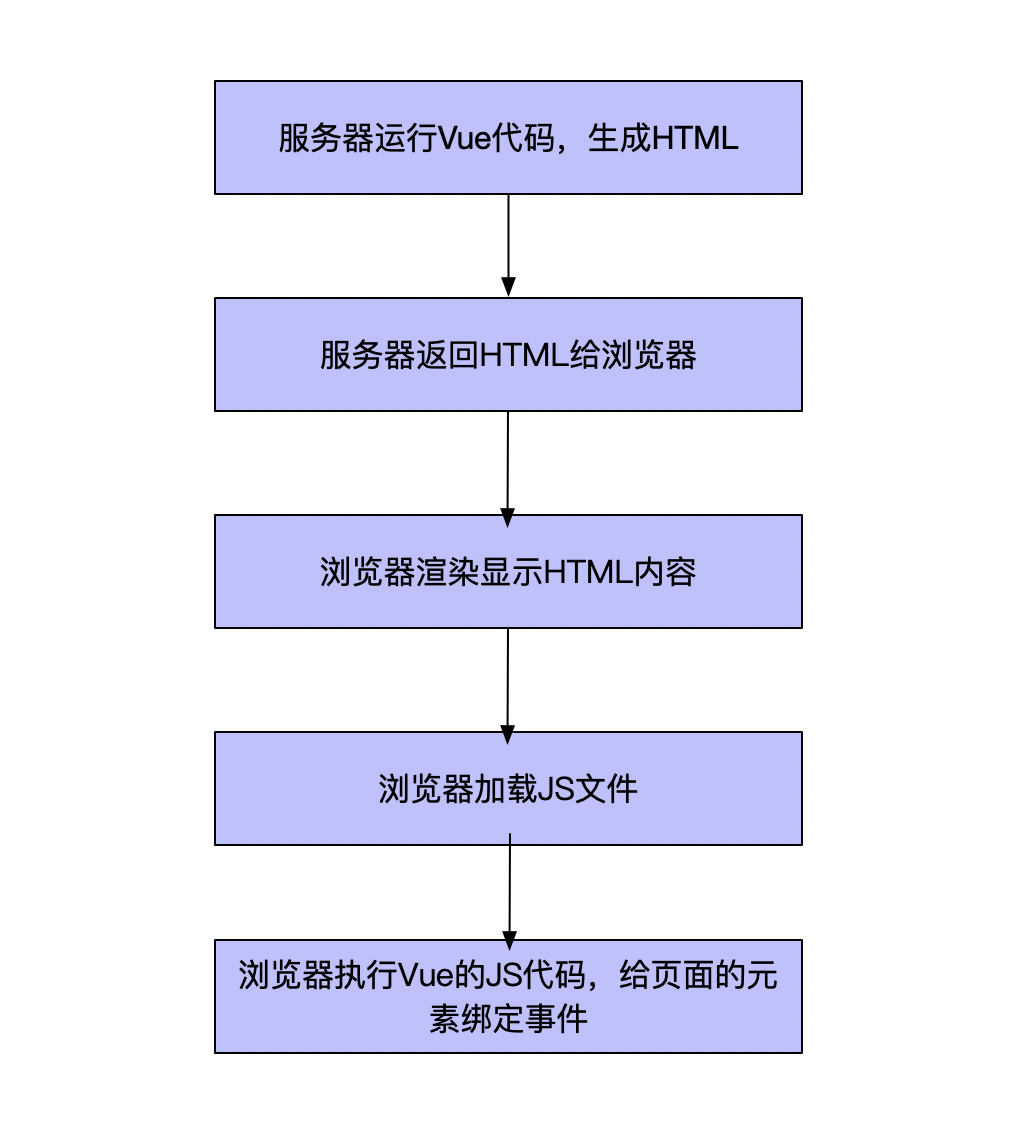 服务器运行Vue代码，生成HTML
服务器返回HTML给浏览器
浏览器渲染显示HTML内容
浏览器加载JS文件
浏览器执行Vue的JS代码，给页面的元
素绑定事件